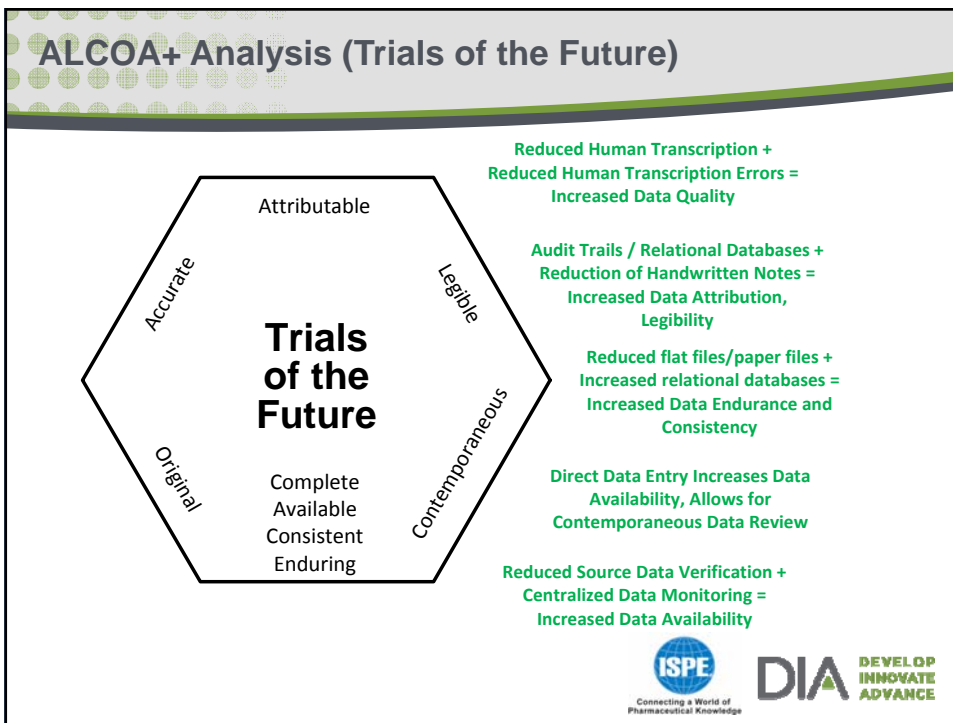 ALCOA+ Analysis (Trials of the Future)
Attributable
Accurate
Legible
Trials
of the
Future
Original
Contemporaneous
Complete
Available
Consistent
Enduring
Reduced Human Transcription +
Reduced Human Transcription Errors =
Increased Data Quality
Audit Trails / Relational Databases +
Reduction of Handwritten Notes =
Increased Data Attribution,
Legibility
Reduced flat files/paper files +
Increased relational databases =
Increased Data Endurance and
Consistency
Direct Data Entry Increases Data
Availability, Allows for
Contemporaneous Data Review
Reduced Source Data Verification +
Centralized Data Monitoring =
Increased Data Availability
ISPE
Connecting a World of
Pharmaceutical Knowledge
DIA
DEVELOP
INNOVATE
ADVANCE